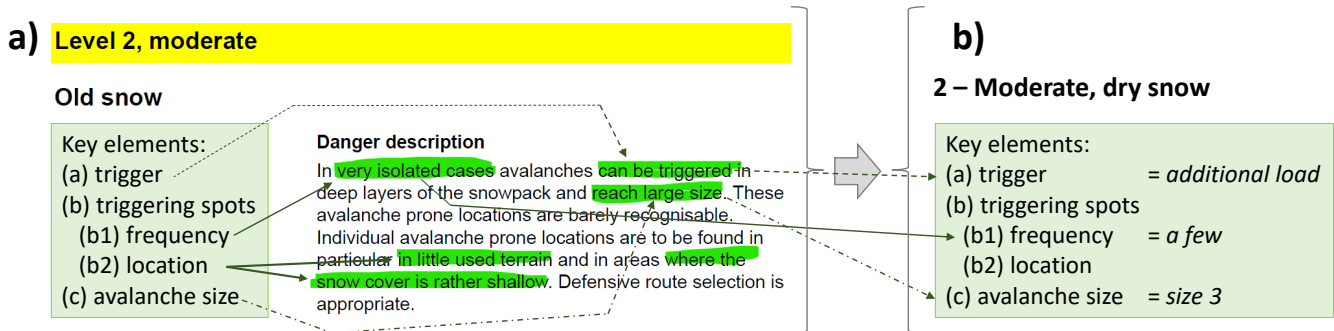 a)
Level 2, moderate
Old snow
Key elements:
(a) trigger
(b) triggering spots
(b1) frequency
(b2) location
(c) avalanche size
Danger description
In very isolated cases avalanches can be triggered in
deep layers of the snowpack and reach large size. These
avalanche prone locations are barely recognisable.
Individual avalanche prone locations are to be found in
particular in little used terrain and in areas where the
snow cover is rather shallow. Defensive route selection is
appropriate.
b)
2 – Moderate, dry snow
Key elements:
(a) trigger = additional load
(b) triggering spots
(b1) frequency = a few
(b2) location
(c) avalanche size = size 3